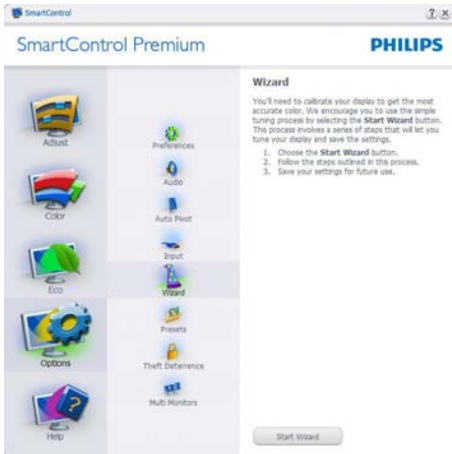 SmartControl
SmartControl Premium
PHILIPS
Adjust
Color
Eco
Options
Help
Preferences
Audio
Auto Pivot
Input
Wizard
Presets
Theft Deterrence
Multi Monitors
Wizard
You'll need to calibrate your display to get the most
accurate color. We encourage you to use the simple
tuning process by selecting the Start Wizard button.
This process involves a series of steps that will let you
tune your display and save the settings.
1. Choose the Start Wizard button.
2. Follow the steps outlined in the process.
3. Save your settings for future use.
Start Wizard